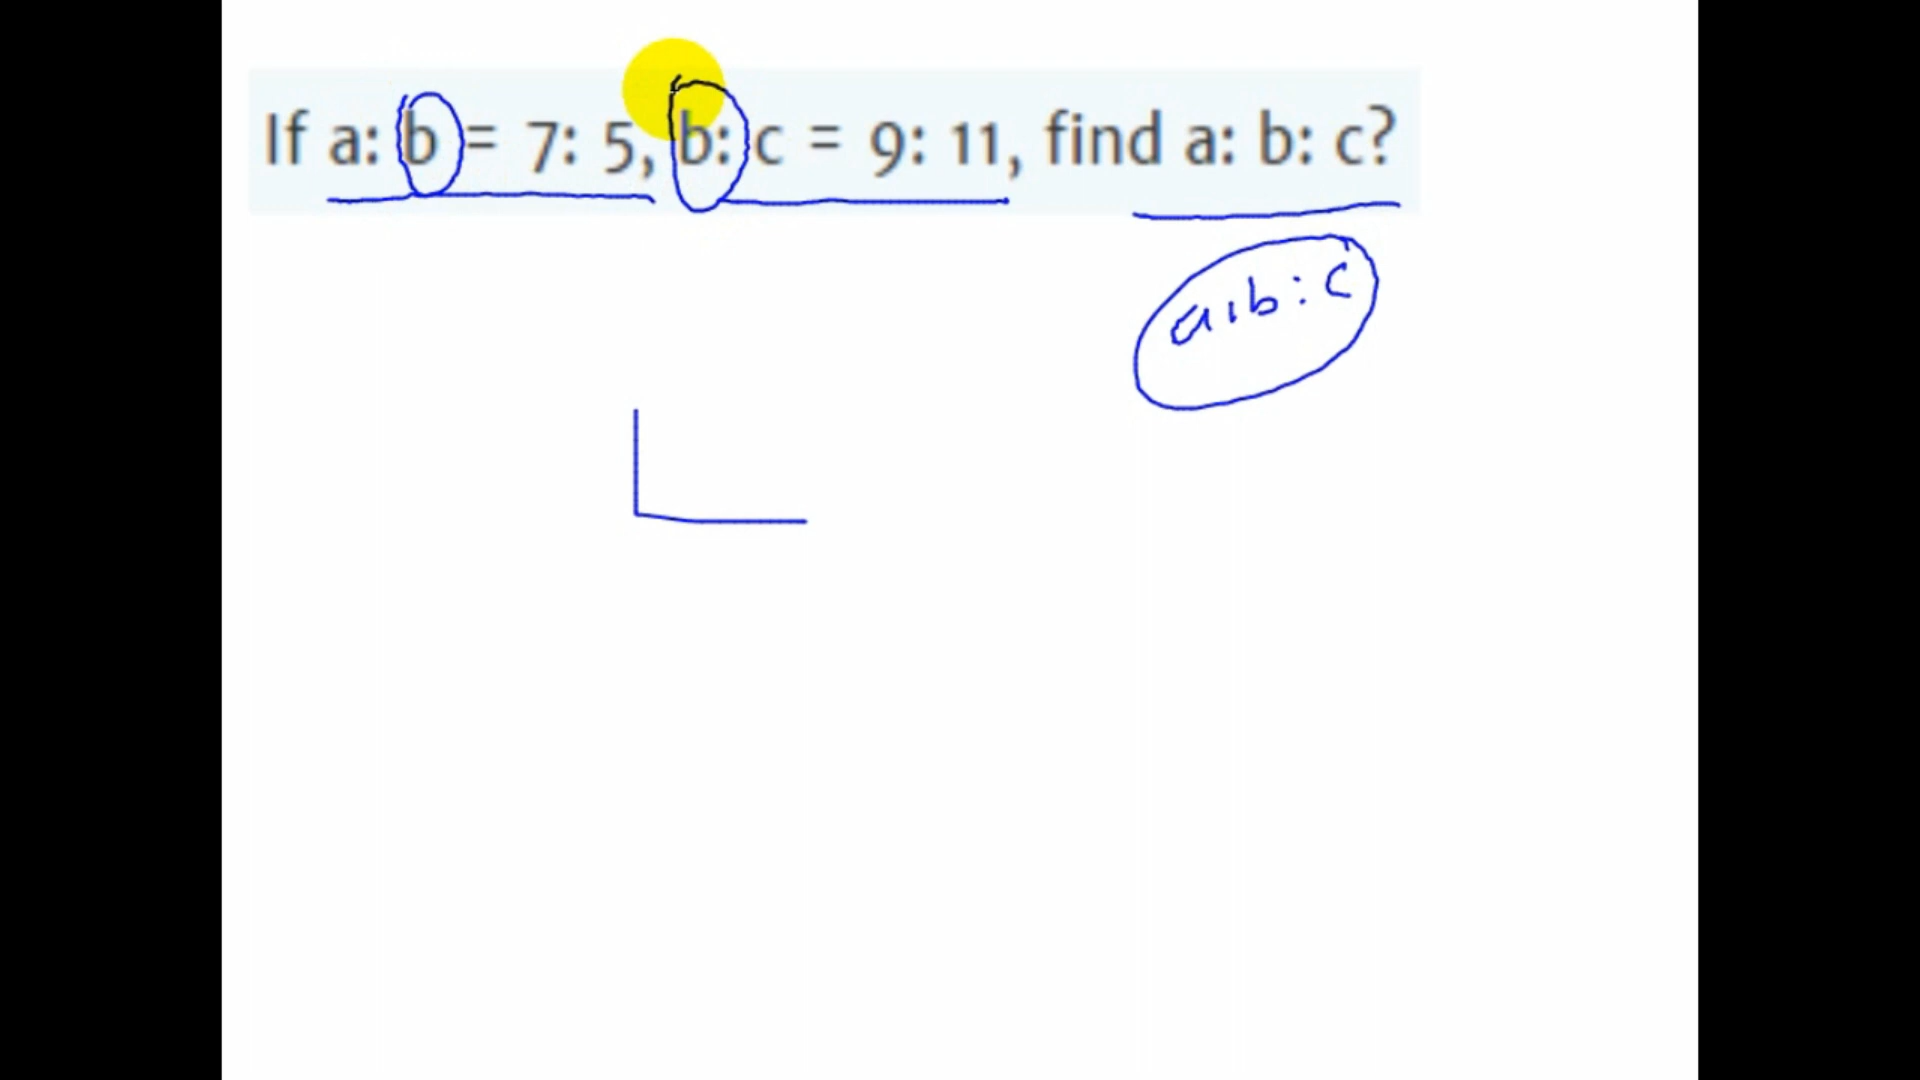 If a: b = 7: 5, b: c = 9: 11, find a: b: c?
a:b:c